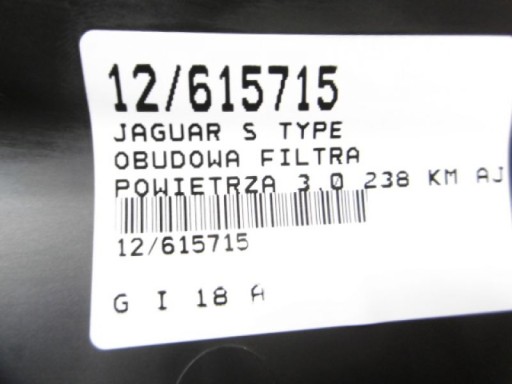 12/615715
JAGUAR S TYPE
OBUDOWA FILTRA
POWIETRZA 3.0 238 KM AJ
12/615715
G I 18 A